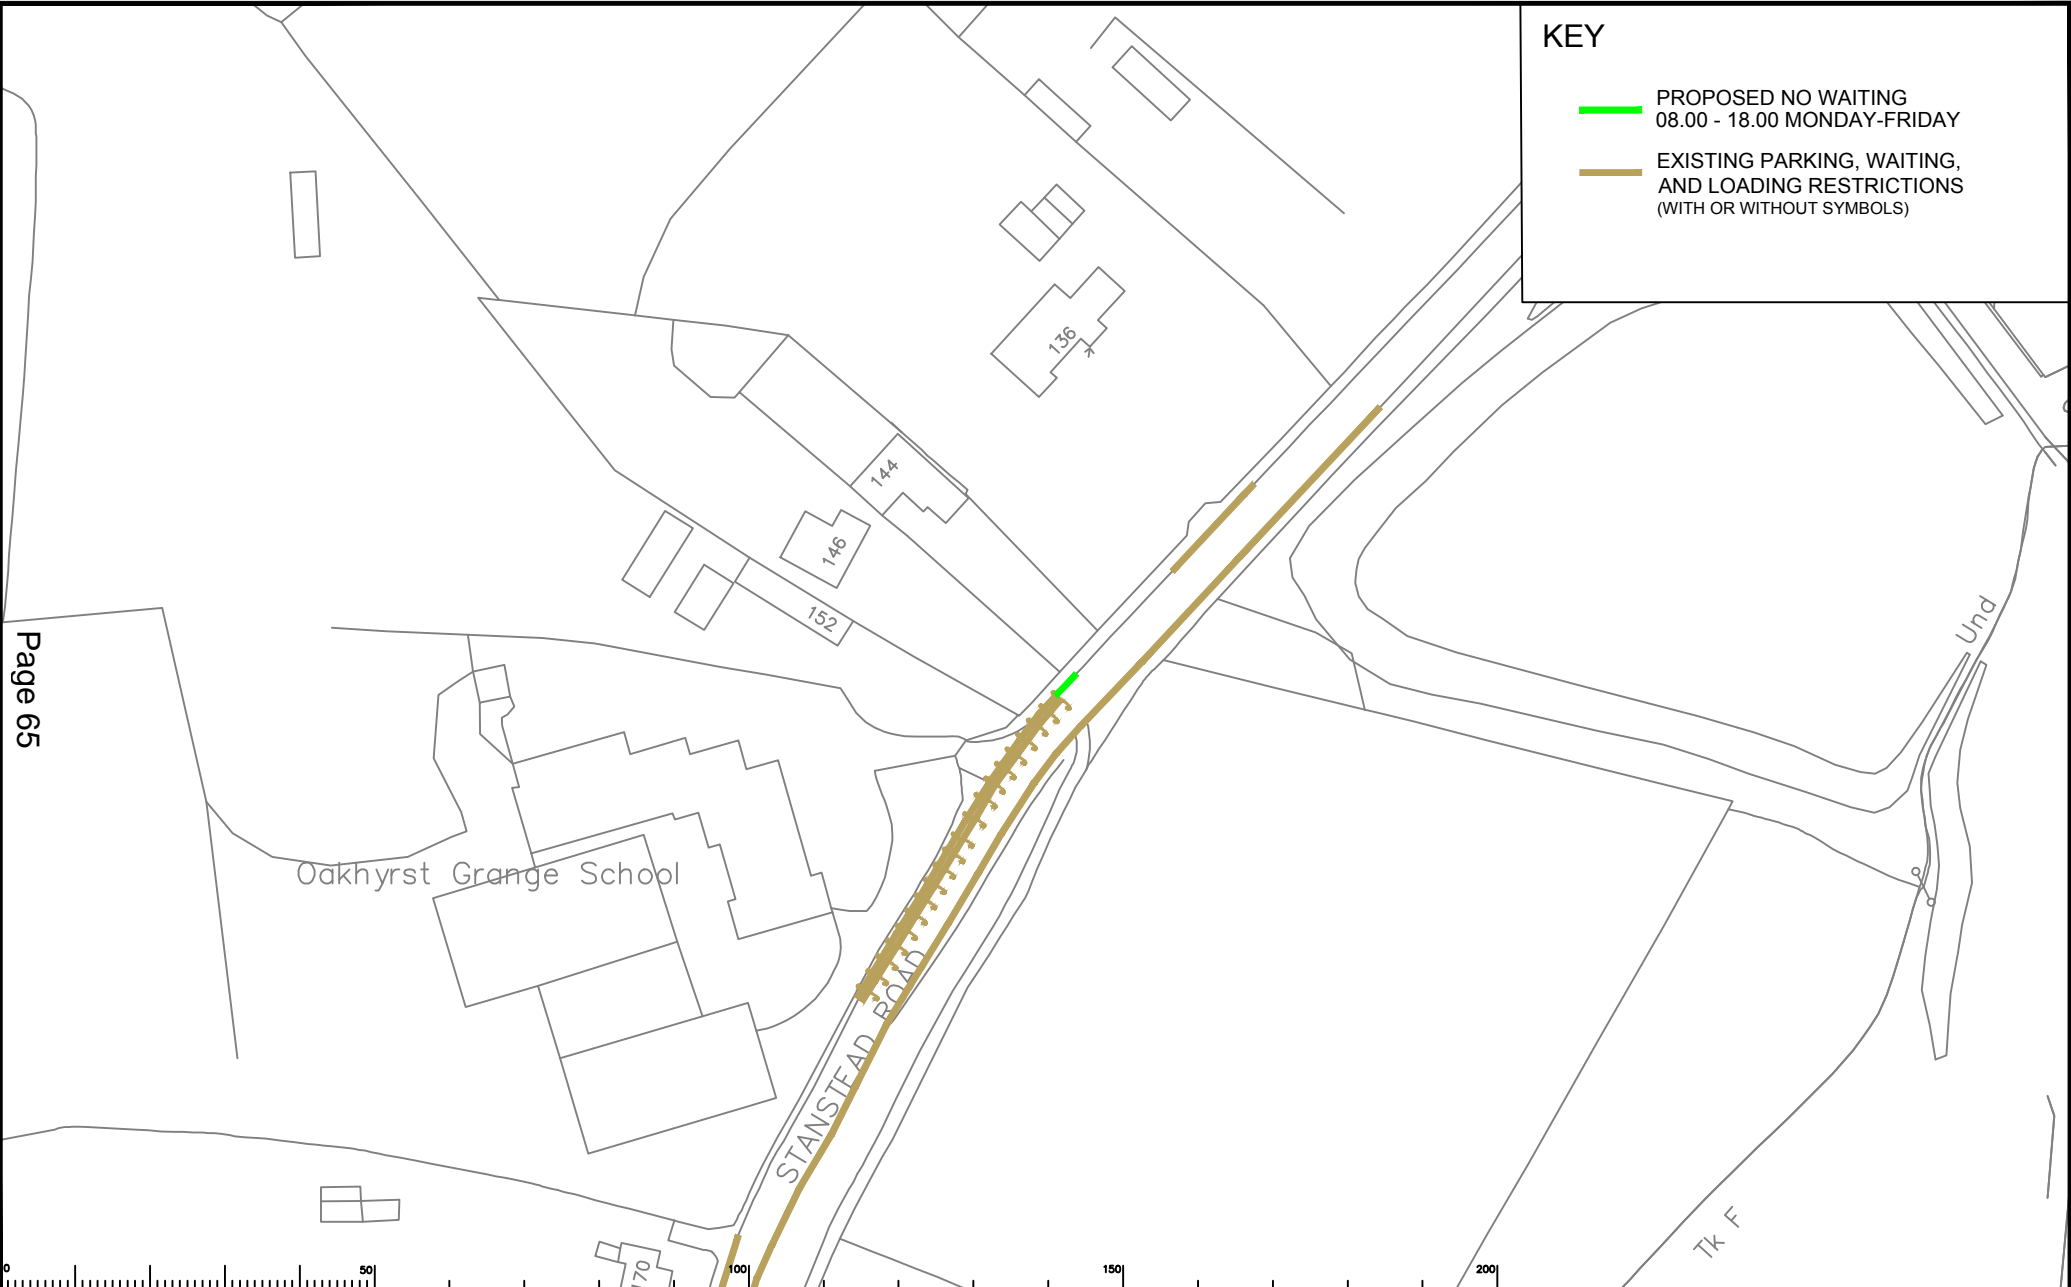 KEY
PROPOSED NO WAITING
08.00 - 18.00 MONDAY-FRIDAY
EXISTING PARKING, WAITING,
AND LOADING RESTRICTIONS
(WITH OR WITHOUT SYMBOLS)
136
144
146
152
Und
Page 65
Oakhyrst Grange School
STANSTEAD ROAD
Tk F
170
0
50
100
150
200